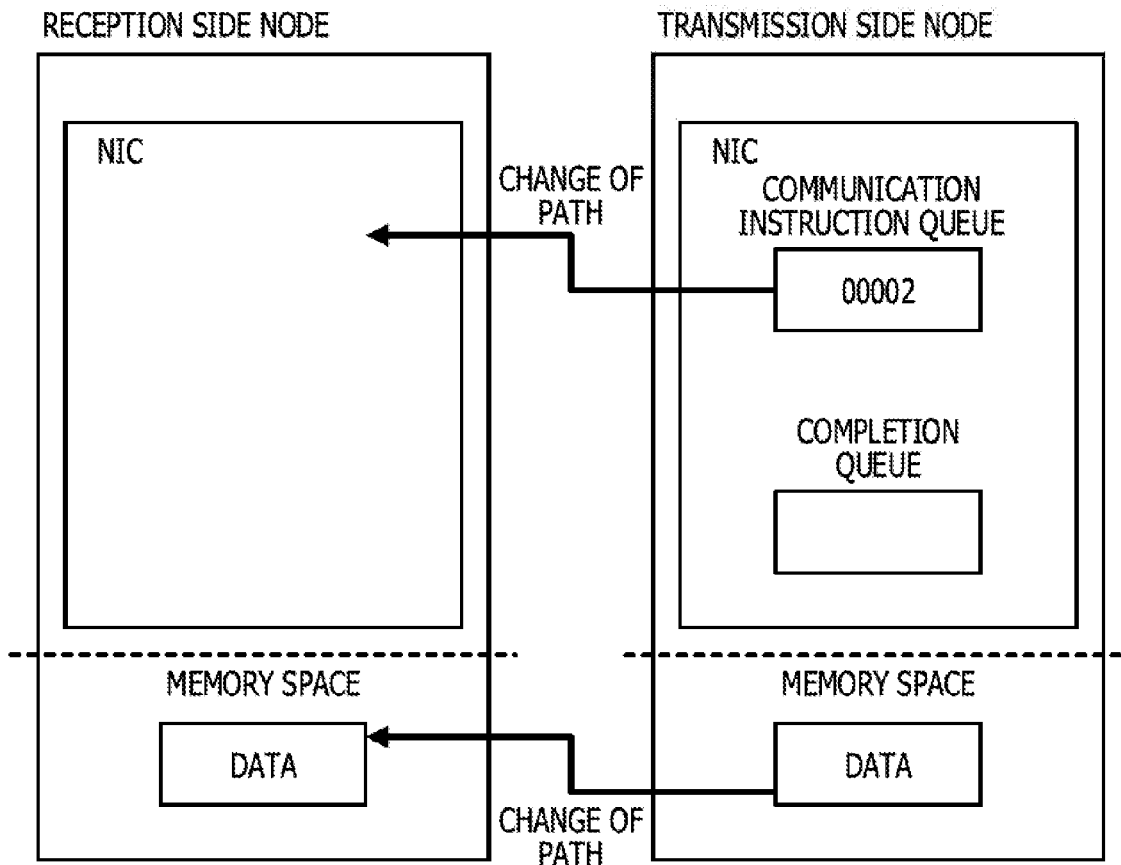 RECEPTION SIDE NODE
TRANSMISSION SIDE NODE
NIC
CHANGE OF
PATH
NIC
COMMUNICATION
INSTRUCTION QUEUE
00002
COMPLETION
QUEUE
MEMORY SPACE
DATA
MEMORY SPACE
DATA
CHANGE OF
PATH